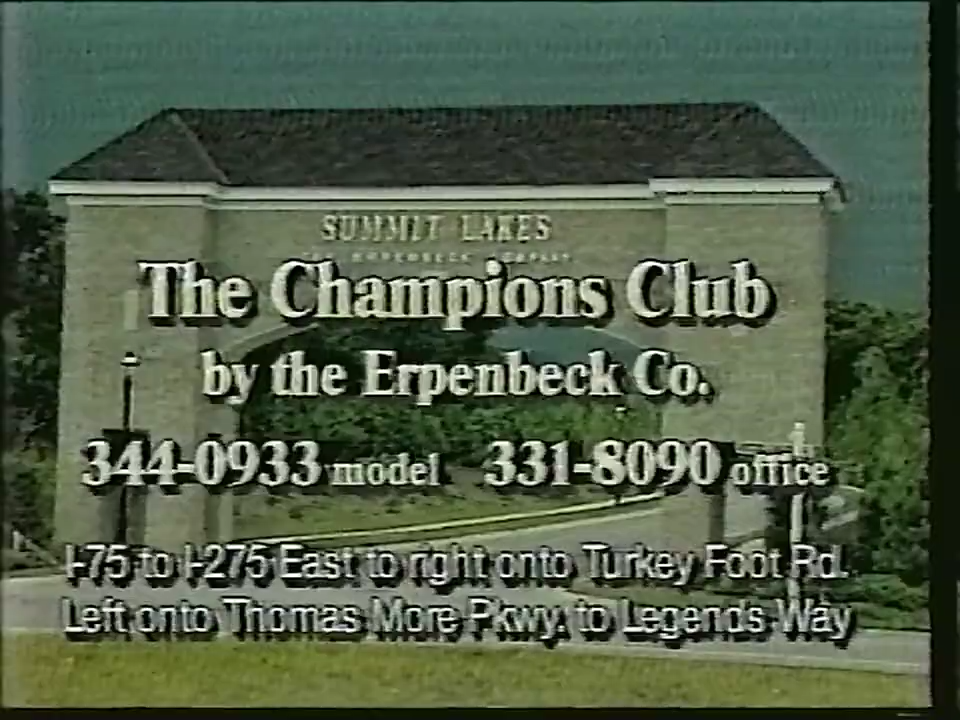 SUMMIT LAKES
The Champions Club
by the Erpenbeck Co.
344-0933 model 331-8090 office
I-75 to I-275 East to right onto Turkey Foot Rd.
Left onto Thomas More Pkwy. to Legends Way